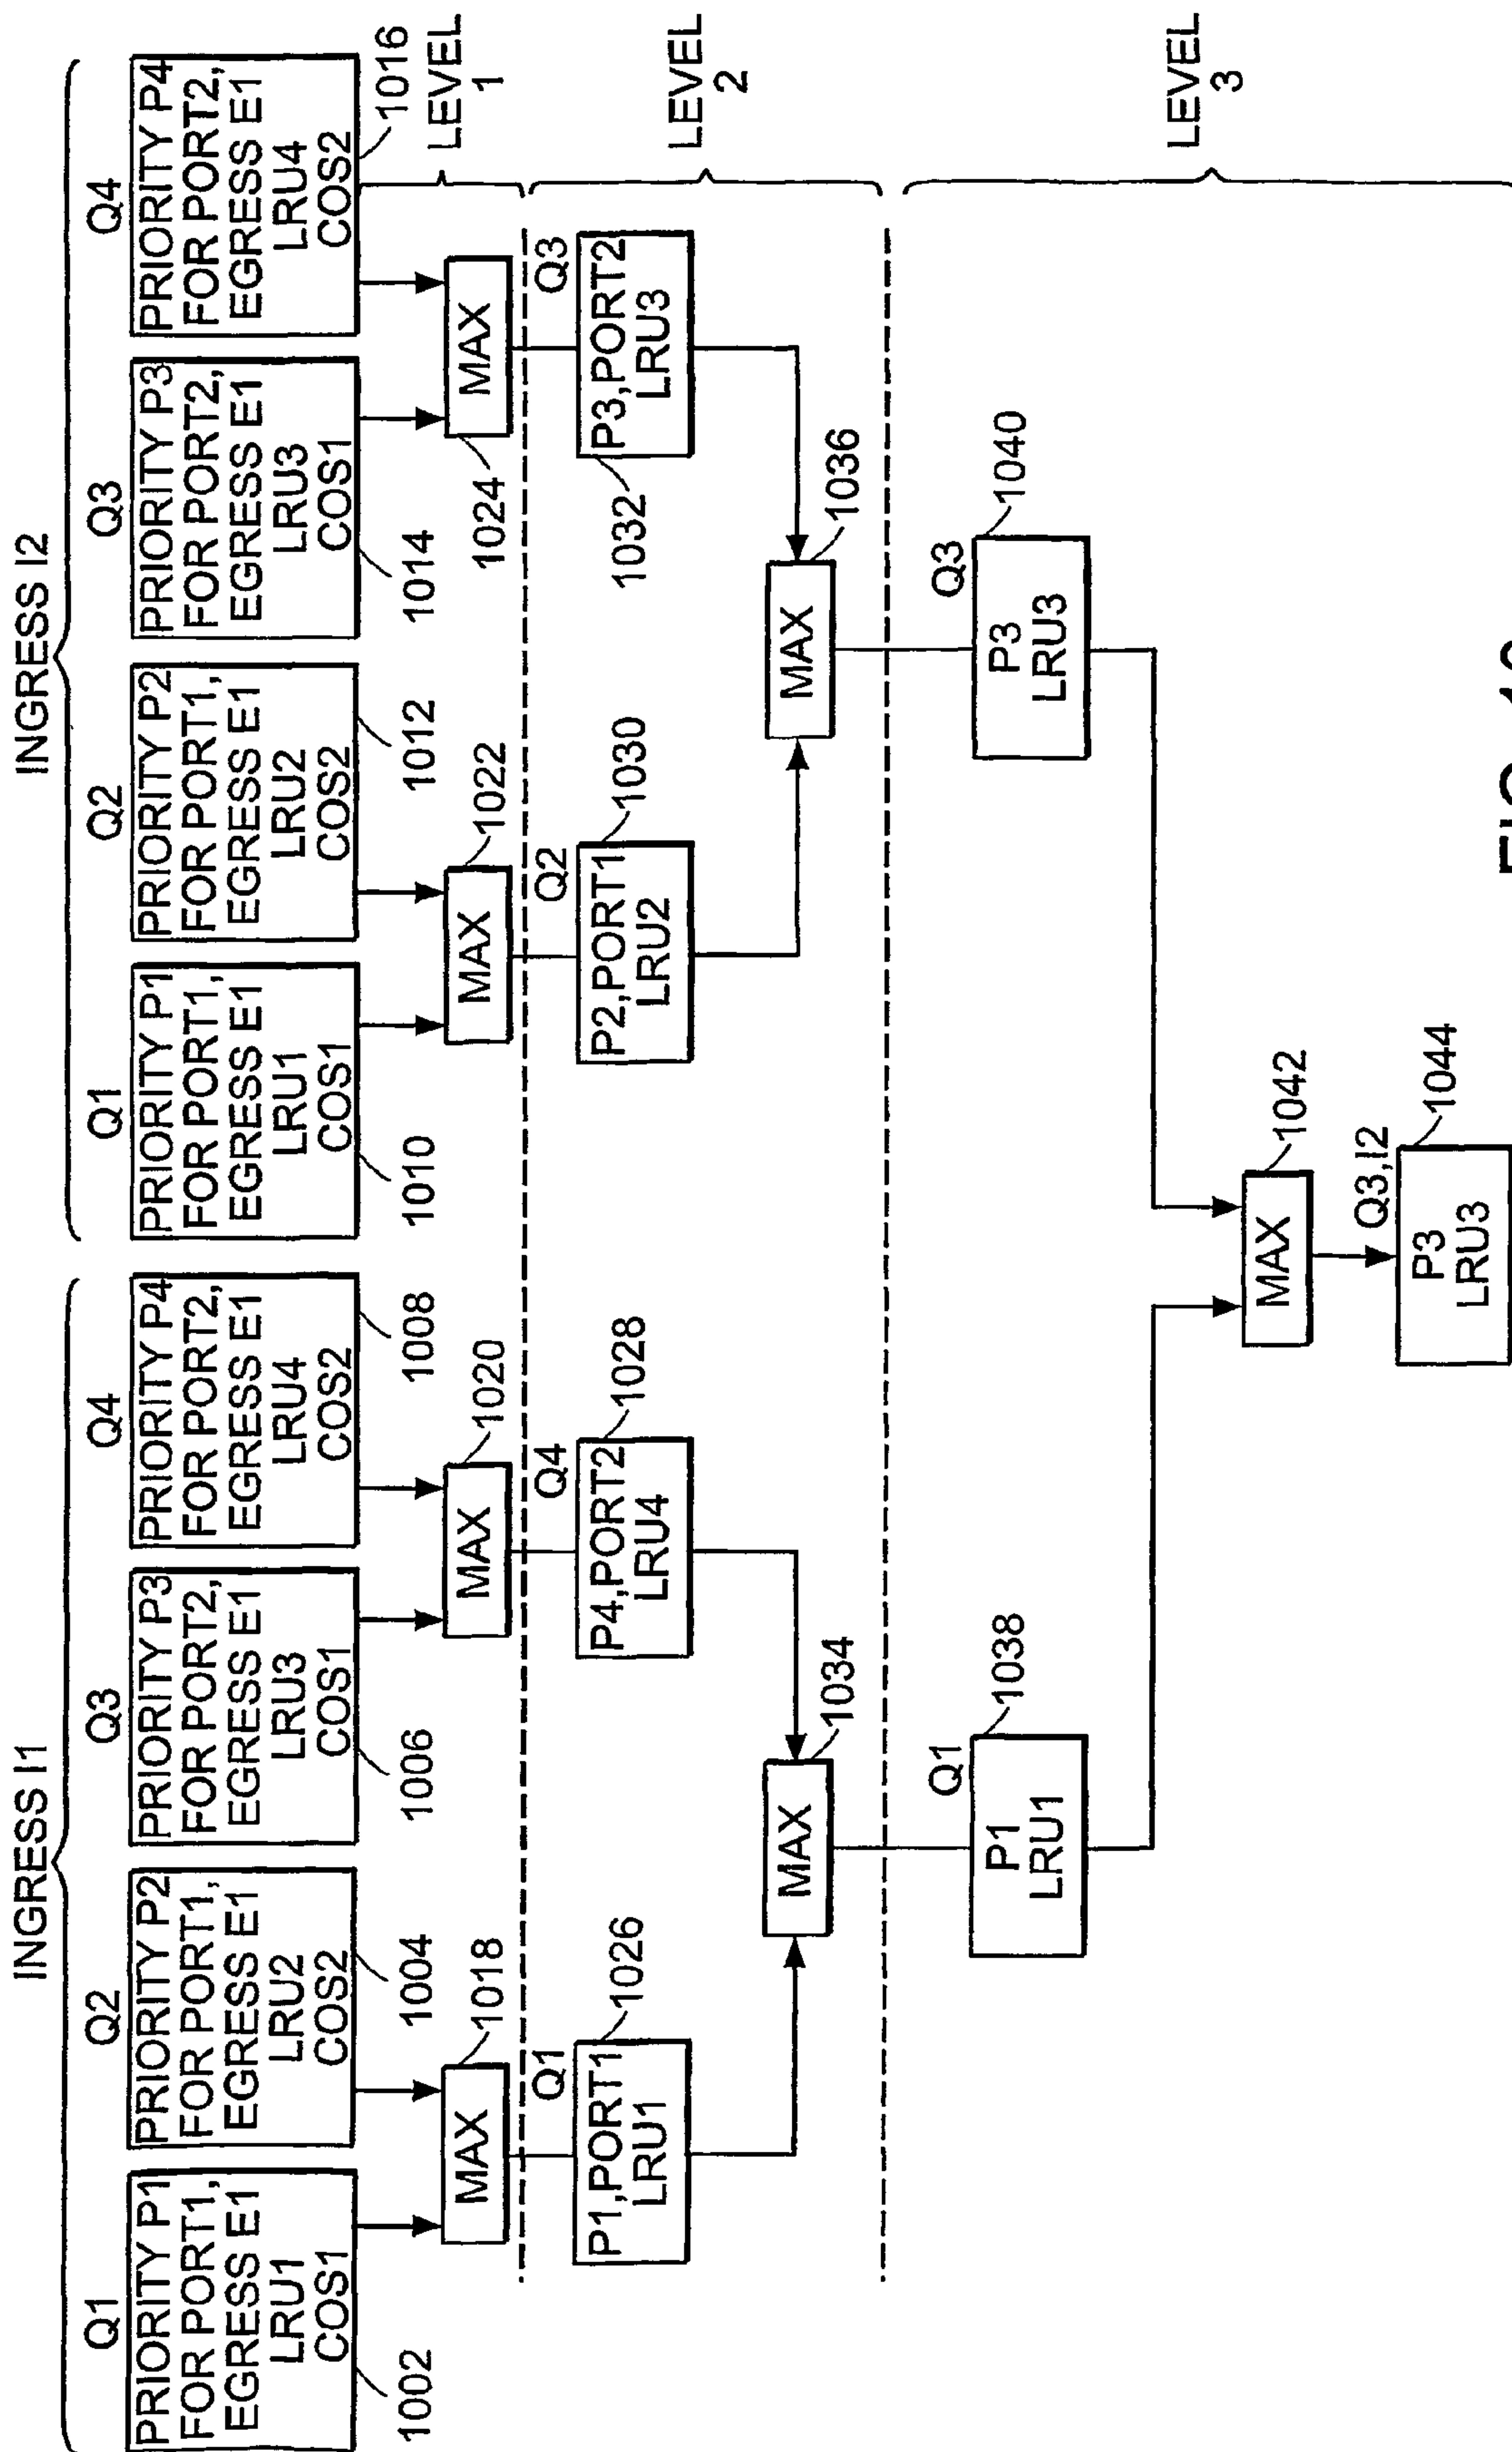 INGRESS I1
INGRESS I2
Q1
PRIORITY P1
FOR PORT1,
EGRESS E1
LRU1
COS1
1002
Q2
PRIORITY P2
FOR PORT1,
EGRESS E1
LRU2
COS2
1004
Q3
PRIORITY P3
FOR PORT2,
EGRESS E1
LRU3
COS1
1006
Q4
PRIORITY P4
FOR PORT2,
EGRESS E1
LRU4
COS2
1008
Q1
PRIORITY P1
FOR PORT1,
EGRESS E1
LRU1
COS1
1010
Q2
PRIORITY P2
FOR PORT1,
EGRESS E1
LRU2
COS2
1012
Q3
PRIORITY P3
FOR PORT2,
EGRESS E1
LRU3
COS1
1014
Q4
PRIORITY P4
FOR PORT2,
EGRESS E1
LRU4
COS2
1016
MAX
1018
MAX
1020
MAX
1022
MAX
1024
LEVEL
1
Q1
P1,PORT1
LRU1
1026
Q4
P4,PORT2
LRU4
1028
Q2
P2,PORT1
LRU2
1030
Q3
P3,PORT2
LRU3
1032
LEVEL
2
MAX
1034
MAX
1036
Q1
P1
LRU1
1038
Q3
P3
LRU3
1040
LEVEL
3
MAX
1042
Q3,I2
P3
LRU3
1044